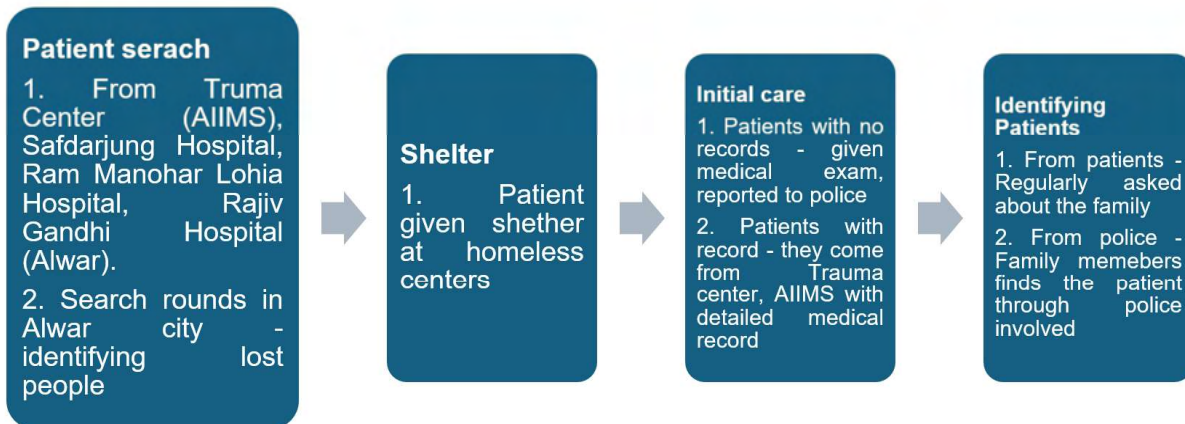 Patient serach
1. From Truma
Center (AIIMS),
Safdarjung Hospital,
Ram Manohar Lohia
Hospital, Rajiv
Gandhi Hospital
(Alwar).
2. Search rounds in
Alwar city -
identifying lost
people
Shelter
1. Patient
given shether
at homeless
centers
Initial care
1. Patients with no
records - given
medical exam,
reported to police
2. Patients with
record - they come
from Trauma
center, AIIMS with
detailed medical
record
Identifying
Patients
1. From patients -
Regularly asked
about the family
2. From police -
Family memebers
finds the patient
through police
involved